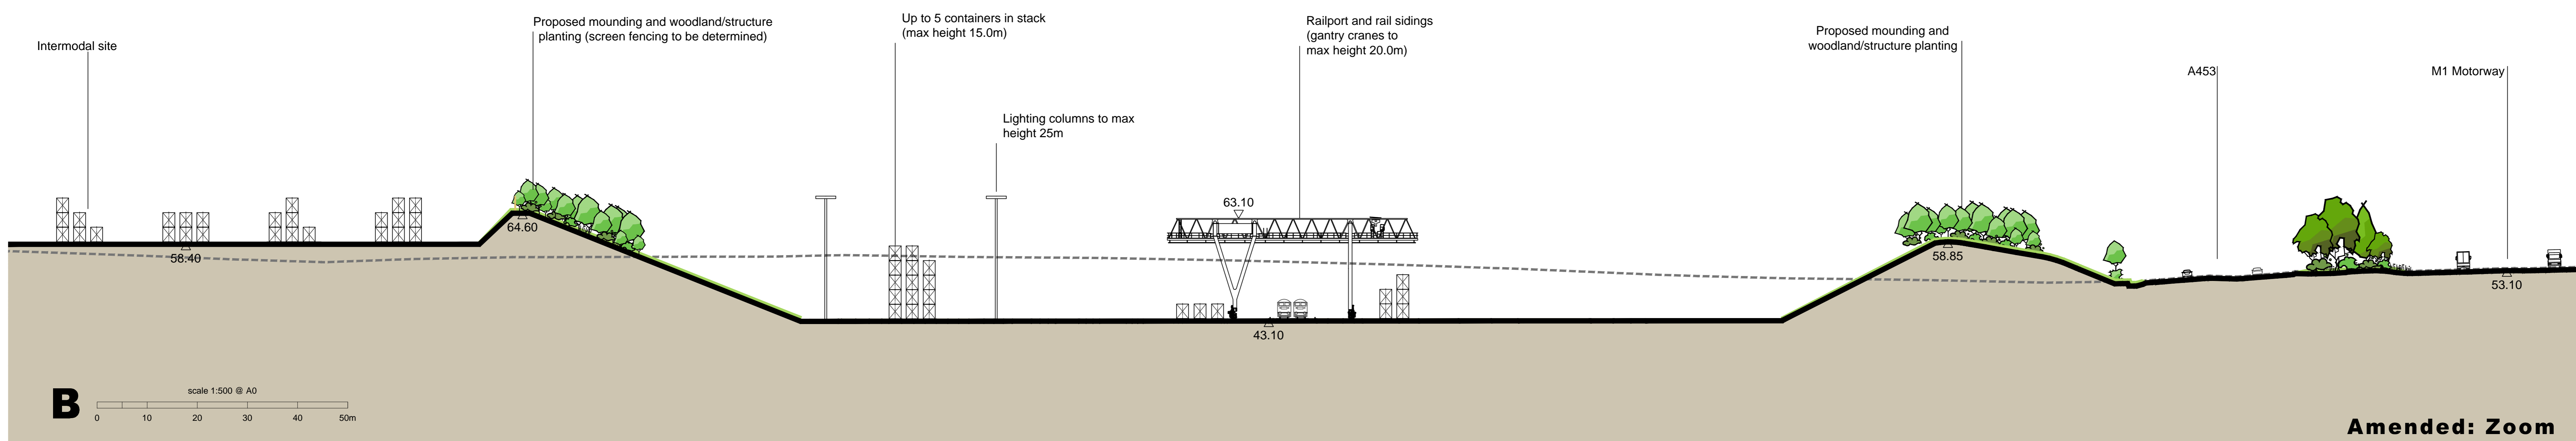 Intermodal site
Proposed mounding and woodland/structure
planting (screen fencing to be determined)
Up to 5 containers in stack
(max height 15.0m)
Lighting columns to max
height 25m
Railport and rail sidings
(gantry cranes to
max height 20.0m)
Proposed mounding and
woodland/structure planting
A453
M1 Motorway
63.10
64.60
58.40
58.85
53.10
43.10
B
scale 1:500 @ A0
0 10 20 30 40 50m
Amended: Zoom